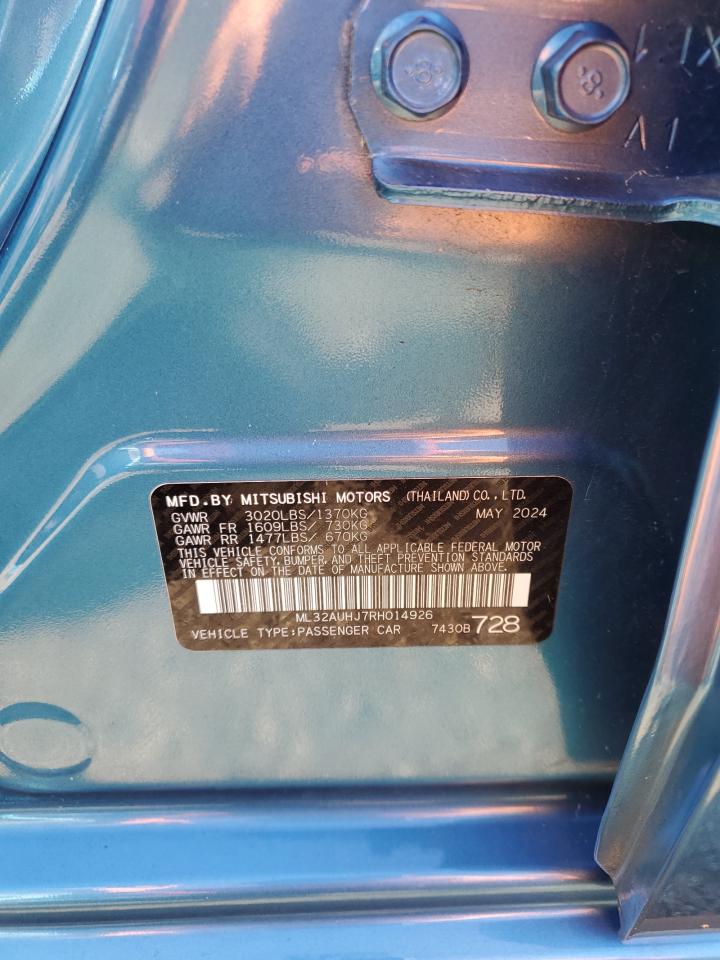 MFD. BY MITSUBISHI MOTORS (THAILAND) CO., LTD.
GVWR 3020LBS/1370KG MAY 2024
GAWR FR 1609LBS/ 730KG
GAWR RR 1477LBS/ 670KG
THIS VEHICLE CONFORMS TO ALL APPLICABLE FEDERAL MOTOR
VEHICLE SAFETY, BUMPER, AND THEFT PREVENTION STANDARDS
IN EFFECT ON THE DATE OF MANUFACTURE SHOWN ABOVE.
ML32AUHJ7RH014926
VEHICLE TYPE:PASSENGER CAR 7430B 728